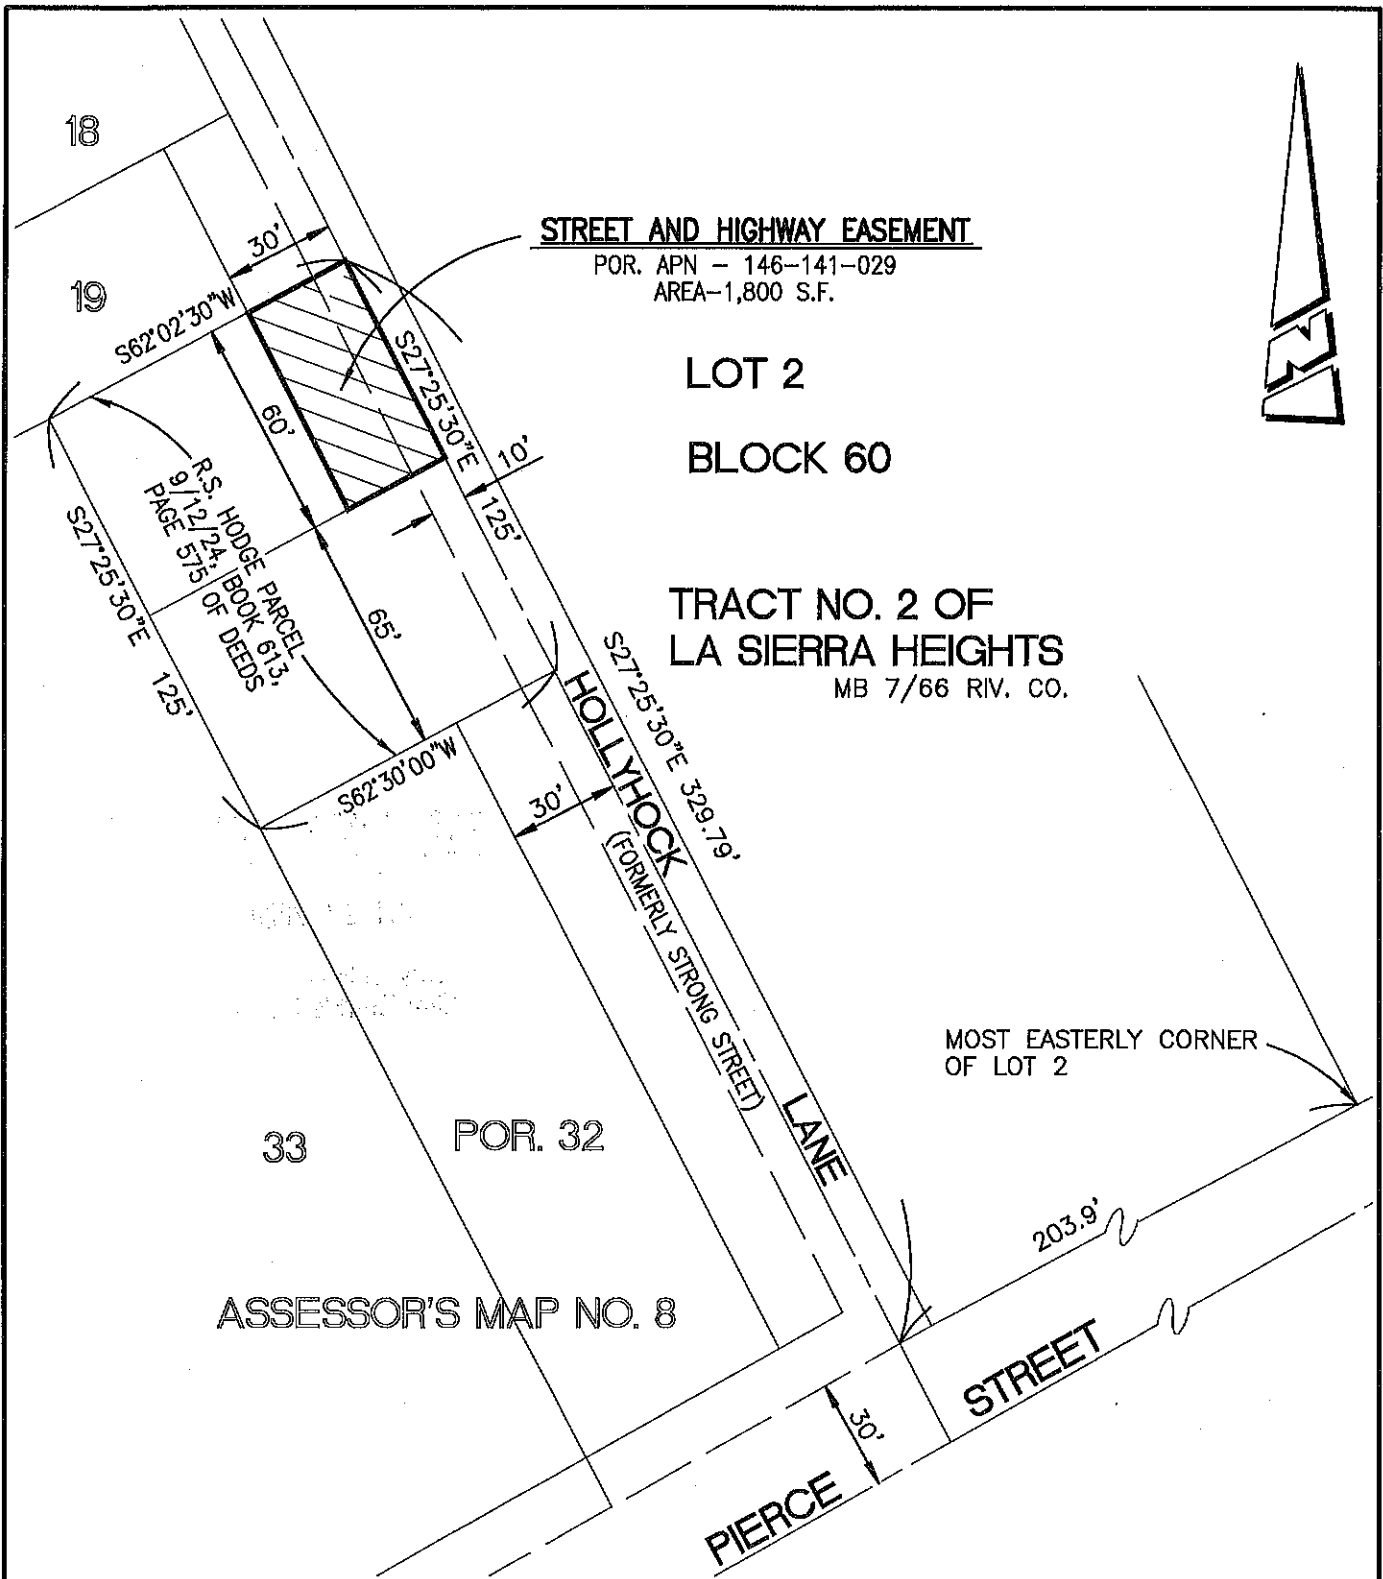 18
30'
STREET AND HIGHWAY EASEMENT
POR. APN - 146-141-029
AREA-1,800 S.F.
19
S62°02'30"W
S27°25'30"E
125'
60'
LOT 2
BLOCK 60
10'
R.S. HODGE PARCEL
9/12/24, BOOK 613,
PAGE 575 OF DEEDS
S27°25'30"E 125'
65'
TRACT NO. 2 OF
LA SIERRA HEIGHTS
MB 7/66 RIV. CO.
S62°30'00"W
S27°25'30"E 329.79'
30'
HOLLYHOCK LANE
(FORMERLY STRONG STREET)
MOST EASTERLY CORNER
OF LOT 2
33
POR. 32
203.9'
ASSESSOR'S MAP NO. 8
30'
PIERCE STREET
N